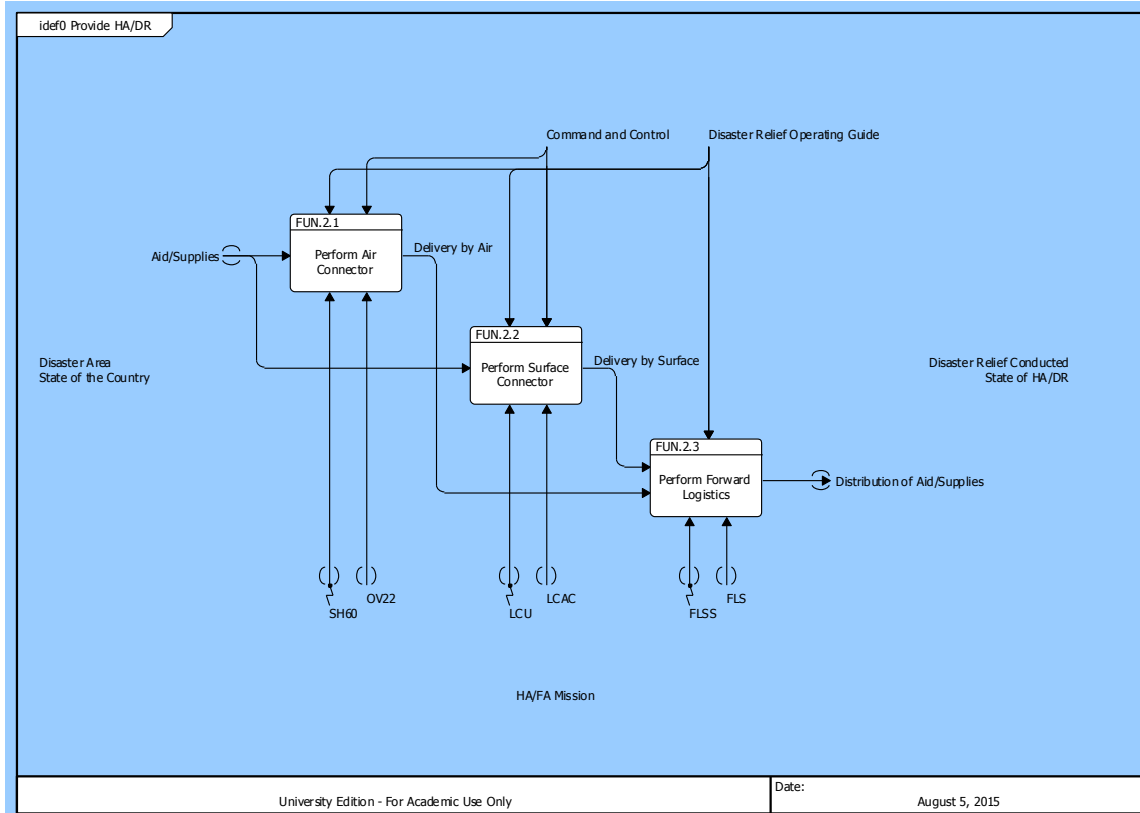 idef0 Provide HA/DR
Command and Control
Disaster Relief Operating Guide
FUN.2.1
Perform Air
Connector
Aid/Supplies
Delivery by Air
FUN.2.2
Perform Surface
Connector
Disaster Area
State of the Country
Delivery by Surface
Disaster Relief Conducted
State of HA/DR
FUN.2.3
Perform Forward
Logistics
Distribution of Aid/Supplies
SH60
OV22
LCU
LCAC
FLSS
FLS
HA/FA Mission
University Edition - For Academic Use Only
Date:
August 5, 2015